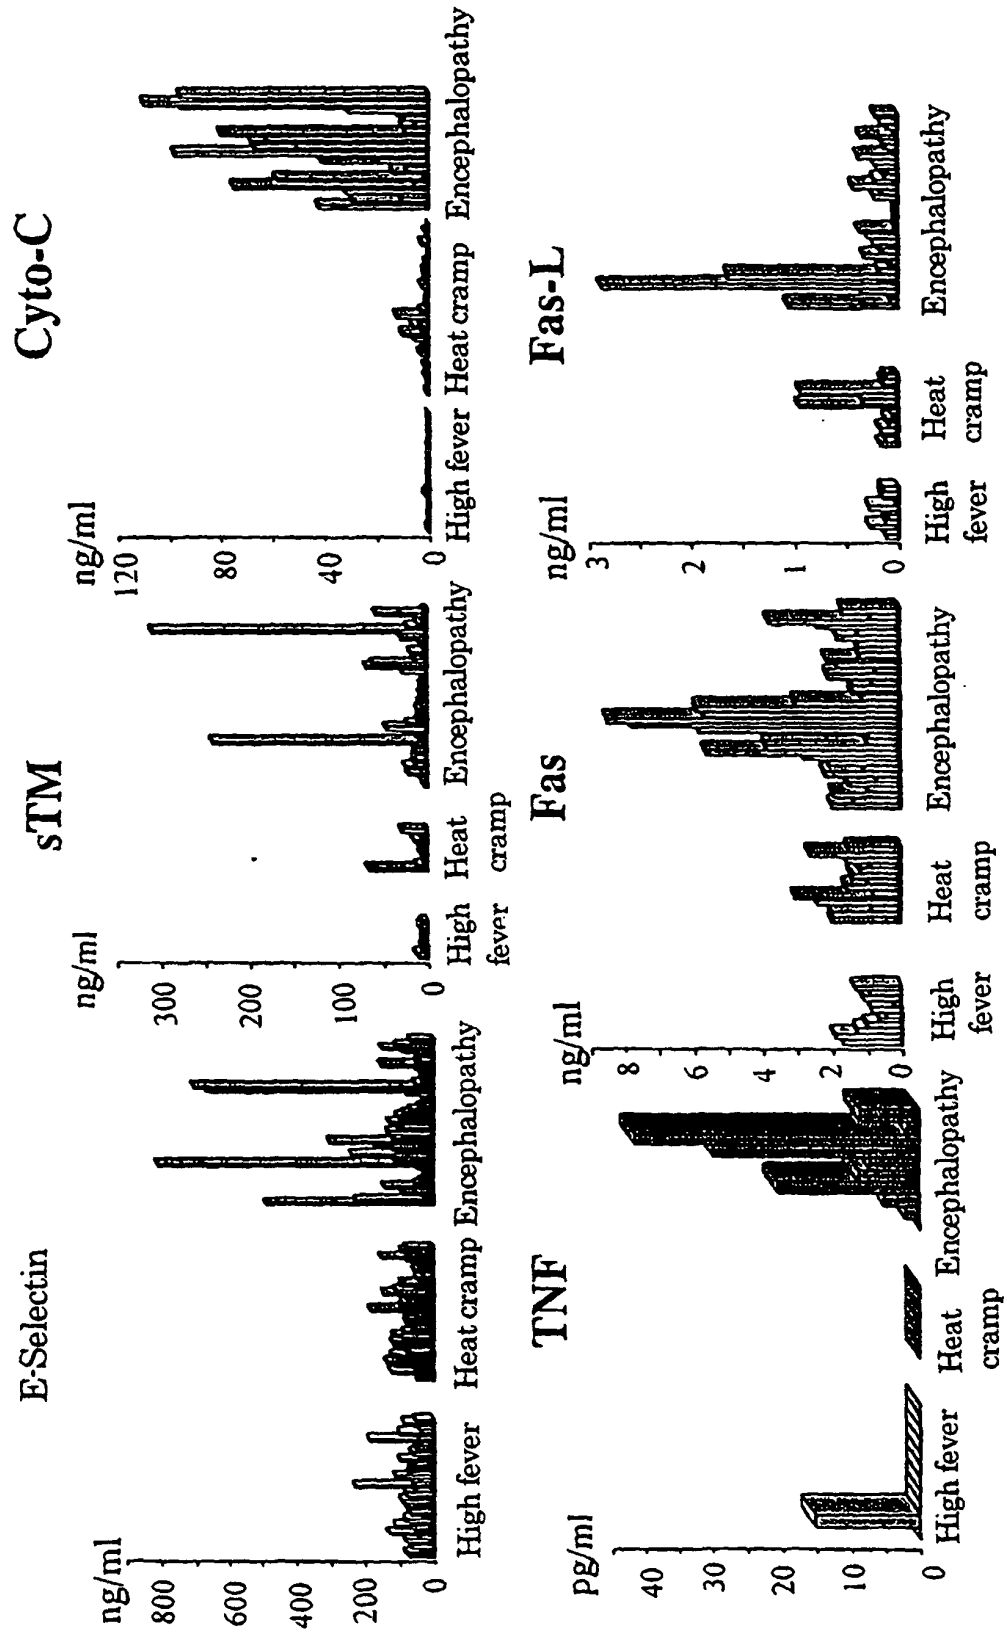 E-Selectin
ng/ml
800
600
400
200
0
High fever
Heat cramp
Encephalopathy
sTM
ng/ml
300
200
100
0
High
fever
Heat
cramp
Encephalopathy
Cyto-C
ng/ml
120
80
40
0
High fever
Heat cramp
Encephalopathy
TNF
pg/ml
40
30
20
10
0
High fever
Heat
cramp
Encephalopathy
Fas
ng/ml
8
6
4
2
0
High
fever
Heat
cramp
Encephalopathy
Fas-L
ng/ml
3
2
1
0
High
fever
Heat
cramp
Encephalopathy